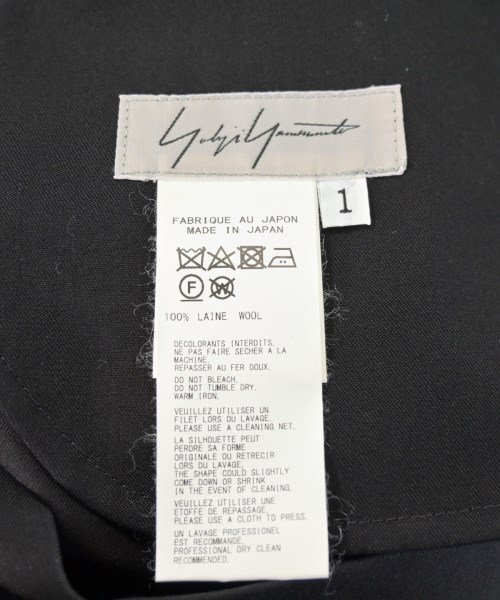 Yohji Yamamoto
1
FABRIQUE AU JAPON
MADE IN JAPAN
F W
100% LAINE WOOL
DECOLORANTS INTERDITS.
NE PAS FAIRE SECHER A LA
MACHINE.
REPASSER AU FER DOUX.
DO NOT BLEACH.
DO NOT TUMBLE DRY.
WARM IRON.
VEUILLEZ UTILISER UN
FILET LORS DU LAVAGE.
PLEASE USE A CLEANING NET.
LA SILHOUETTE PEUT
PERDRE SA FORME
ORIGINALE OU RETRECIR
LORS DU LAVAGE.
THE SHAPE COULD SLIGHTLY
COME DOWN OR SHRINK
IN THE EVENT OF CLEANING.
VEUILLEZ UTILISER UNE
ETOFFE DE REPASSAGE.
PLEASE USE A CLOTH TO PRESS.
UN LAVAGE PROFESSIONEL
EST RECOMMANDE.
PROFESSIONAL DRY CLEAN
RECOMMENDED.